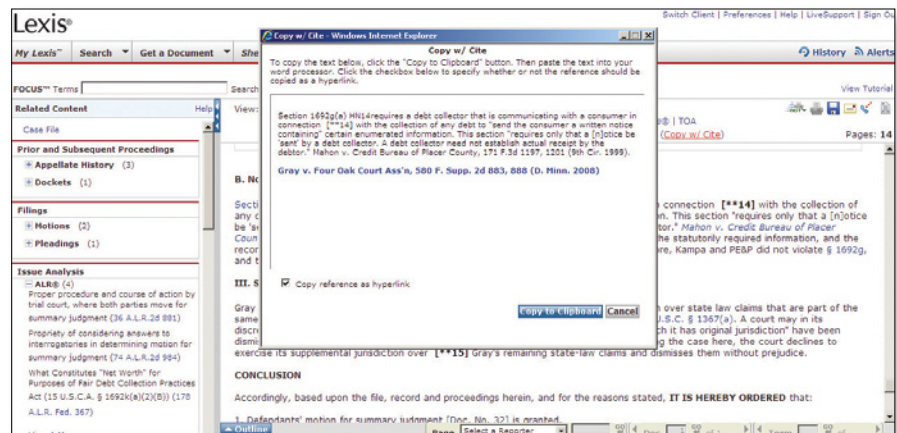 Lexis®
Switch Client | Preferences | Help | LiveSupport | Sign Ou
My Lexis™ Search Get a Document She
History Alerts
FOCUS™ Terms
Search
View Tutorial
Related Content Help
View:
| TOA
(Copy w/ Cite) Pages: 14
Case File
Prior and Subsequent Proceedings
Appellate History (3)
Dockets (1)
Filings
Motions (2)
Pleadings (1)
Issue Analysis
ALR® (4)
Proper procedure and course of action by
trial court, where both parties move for
summary judgment (36 A.L.R.2d 881)
Propriety of considering answers to
interrogatories in determining motion for
summary judgment (74 A.L.R.2d 984)
What Constitutes "Net Worth" for
Purposes of Fair Debt Collection Practices
Act (15 U.S.C.A. § 1692k(a)(2)(B)) (178
A.L.R. Fed. 367)
Outline
Copy w/ Cite - Windows Internet Explorer
Copy w/ Cite
To copy the text below, click the "Copy to Clipboard" button. Then paste the text into your
word processor. Click the checkbox below to specify whether or not the reference should be
copied as a hyperlink.
Section 1692g(a) HN14requires a debt collector that is communicating with a consumer in
connection [**14] with the collection of any debt to "send the consumer a written notice
containing" certain enumerated information. This section "requires only that a [n]otice be
'sent' by a debt collector. A debt collector need not establish actual receipt by the
debtor." Mahon v. Credit Bureau of Placer County, 171 F.3d 1197, 1201 (9th Cir. 1999).
Gray v. Four Oak Court Ass'n, 580 F. Supp. 2d 883, 888 (D. Minn. 2008)
Copy reference as hyperlink
Copy to Clipboard Cancel
B. No
Secti
connection [**14] with the collection of
any d
n. This section "requires only that a [n]otice
be 's
tor." Mahon v. Credit Bureau of Placer
Coun
he statutorily required information, and the
recor
re, Kampa and PE&P did not violate § 1692g,
and t
III. S
Gray
n over state law claims that are part of the
same
U.S.C. § 1367(a). A court may in its
discre
ch it has original jurisdiction" have been
dismi
g the case here, the court declines to
exercise its supplemental jurisdiction over [**15] Gray's remaining state-law claims and dismisses them without prejudice.
CONCLUSION
Accordingly, based upon the file, record and proceedings herein, and for the reasons stated, IT IS HEREBY ORDERED that:
1. Defendants' motion for summary judgment [Doc. No. 32] is granted.
Page Select a Reporter Doc Term